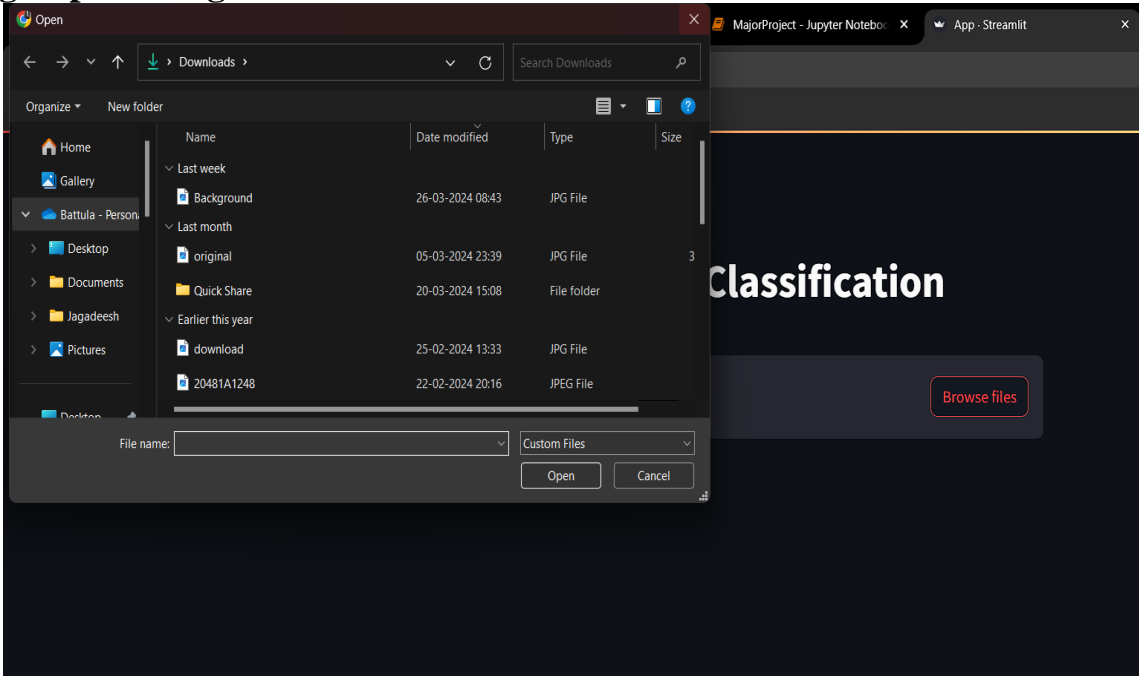 Open
MajorProject - Jupyter Noteboo
App · Streamlit
Downloads
Search Downloads
Organize
New folder
Name Date modified Type Size
Home
Gallery
Battula - Person
Desktop
Documents
Jagadeesh
Pictures
Desktop
Last week
Background 26-03-2024 08:43 JPG File
Last month
original 05-03-2024 23:39 JPG File 3
Quick Share 20-03-2024 15:08 File folder
Earlier this year
download 25-02-2024 13:33 JPG File
20481A1248 22-02-2024 20:16 JPEG File
File name:
Custom Files
Open Cancel
Classification
Browse files